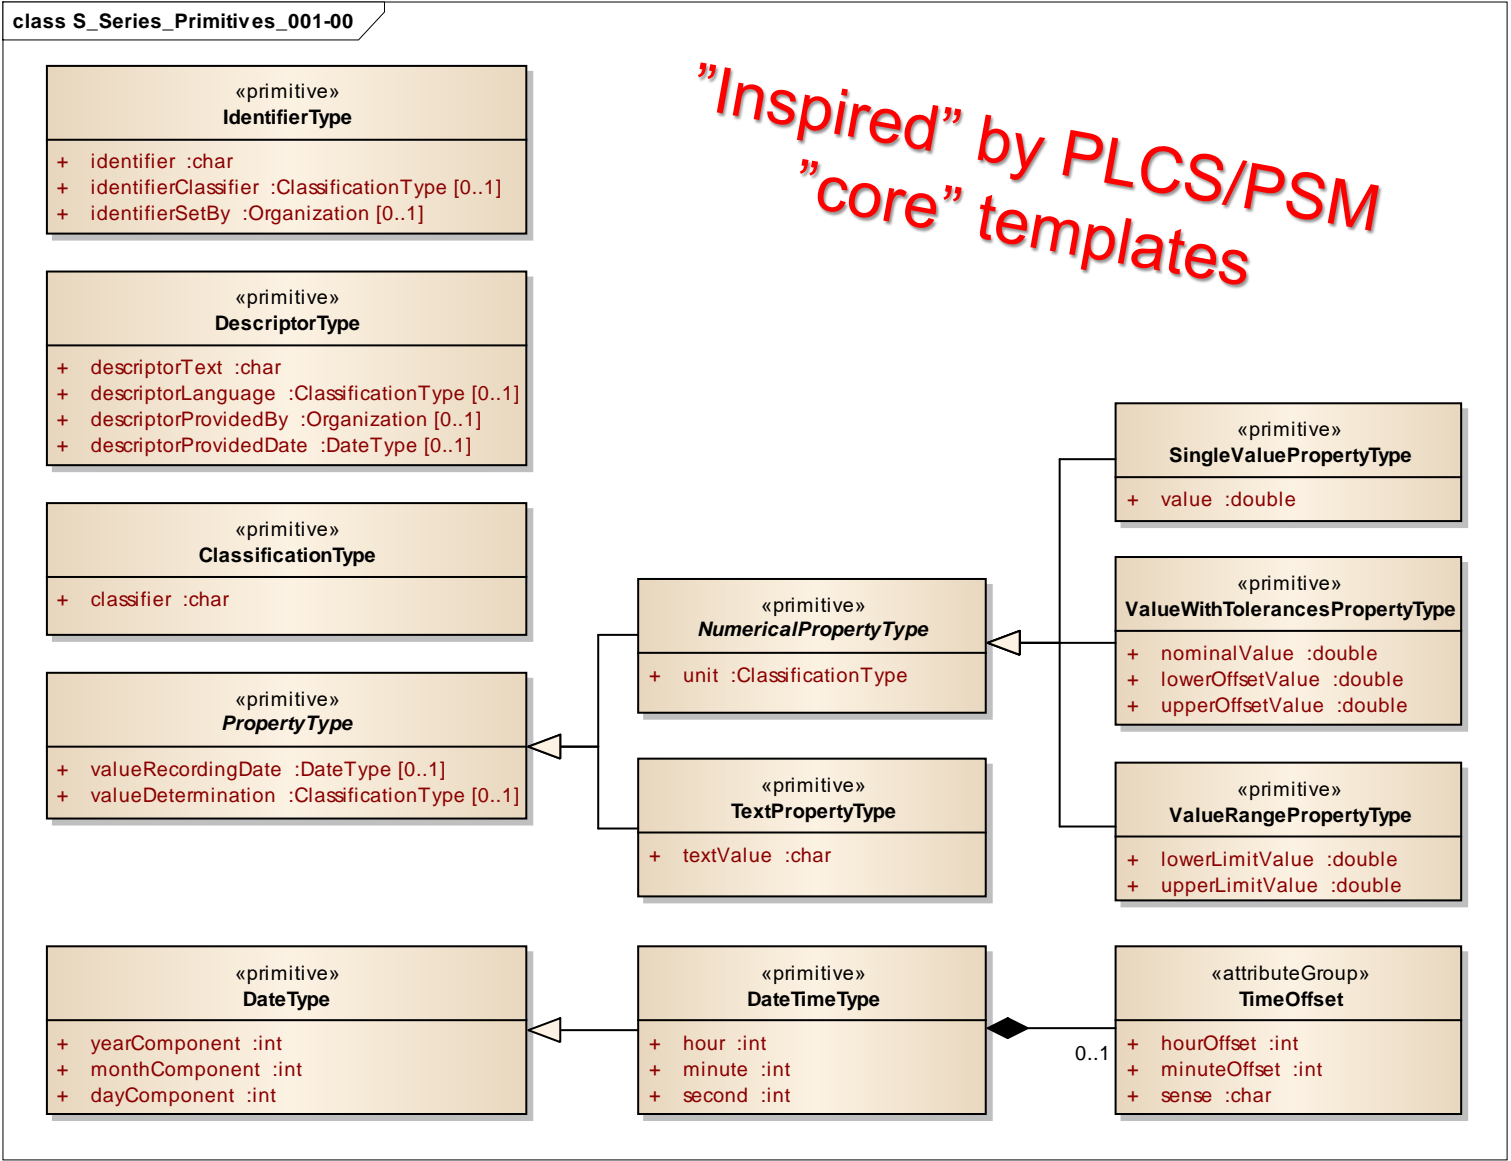 class S_Series_Primitives_001-00
”Inspired” by PLCS/PSM
”core” templates
«primitive»
IdentifierType
+ identifier :char
+ identifierClassifier :ClassificationType [0..1]
+ identifierSetBy :Organization [0..1]
«primitive»
DescriptorType
+ descriptorText :char
+ descriptorLanguage :ClassificationType [0..1]
+ descriptorProvidedBy :Organization [0..1]
+ descriptorProvidedDate :DateType [0..1]
«primitive»
ClassificationType
+ classifier :char
«primitive»
PropertyType
+ valueRecordingDate :DateType [0..1]
+ valueDetermination :ClassificationType [0..1]
«primitive»
NumericalPropertyType
+ unit :ClassificationType
«primitive»
TextPropertyType
+ textValue :char
«primitive»
SingleValuePropertyType
+ value :double
«primitive»
ValueWithTolerancesPropertyType
+ nominalValue :double
+ lowerOffsetValue :double
+ upperOffsetValue :double
«primitive»
ValueRangePropertyType
+ lowerLimitValue :double
+ upperLimitValue :double
«primitive»
DateType
+ yearComponent :int
+ monthComponent :int
+ dayComponent :int
«primitive»
DateTimeType
+ hour :int
+ minute :int
+ second :int
0..1
«attributeGroup»
TimeOffset
+ hourOffset :int
+ minuteOffset :int
+ sense :char